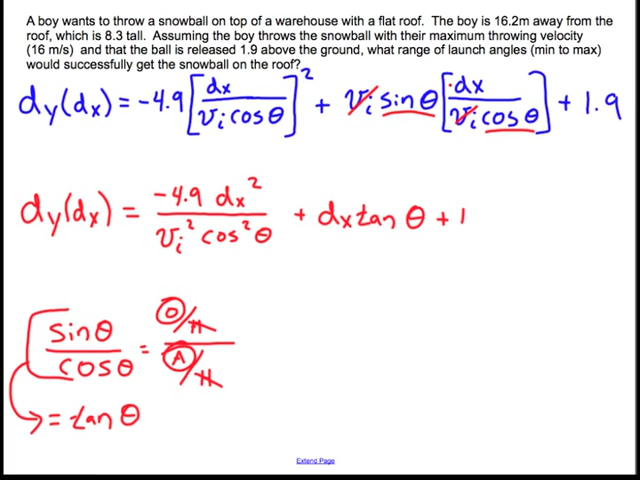 A boy wants to throw a snowball on top of a warehouse with a flat roof. The boy is 16.2m away from the
roof, which is 8.3 tall. Assuming the boy throws the snowball with their maximum throwing velocity
(16 m/s) and that the ball is released 1.9 above the ground, what range of launch angles (min to max)
would successfully get the snowball on the roof?
dy(dx) = -4.9 [dx / vi cosθ]² + vi sinθ [dx / vi cosθ] + 1.9
dy(dx) = -4.9 dx² / vi² cos²θ + dx tan θ + 1
sinθ / cosθ = O/H / A/H
= tan θ
Extend Page